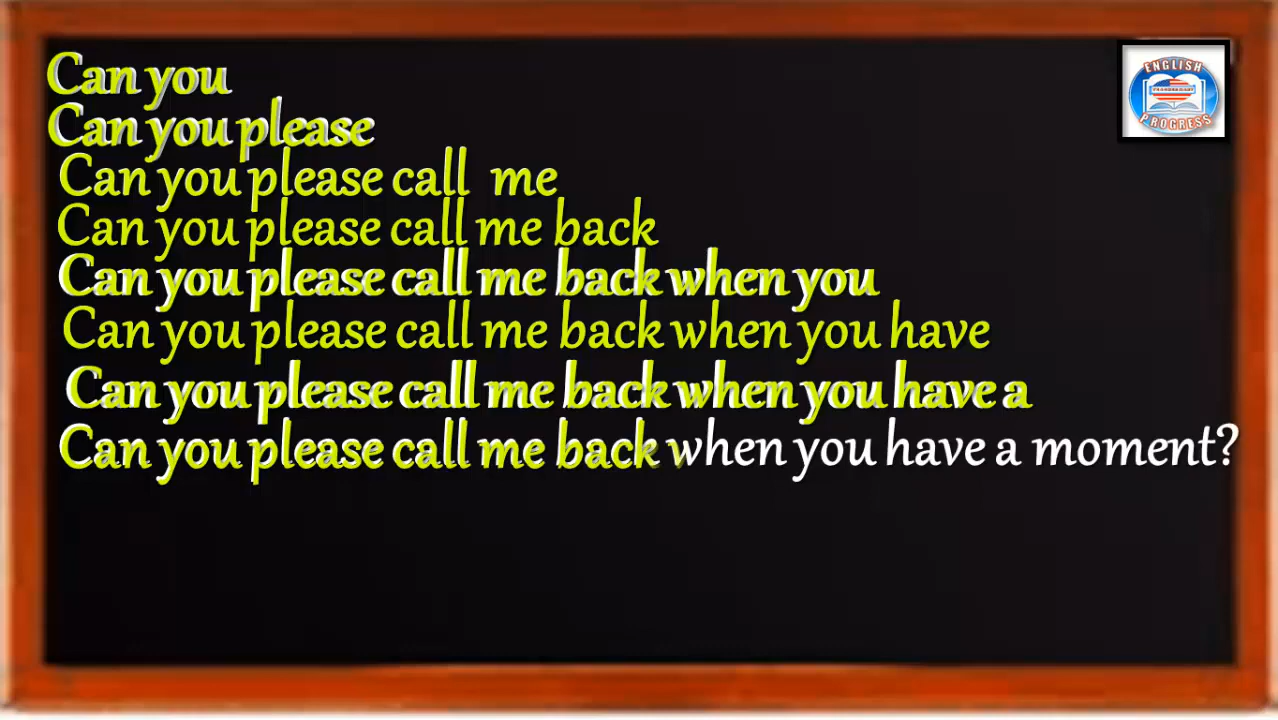 Can you
Can you please
Can you please call me
Can you please call me back
Can you please call me back when you
Can you please call me back when you have
Can you please call me back when you have a
Can you please call me back when you have a moment?
ENGLISH
PROGRESS